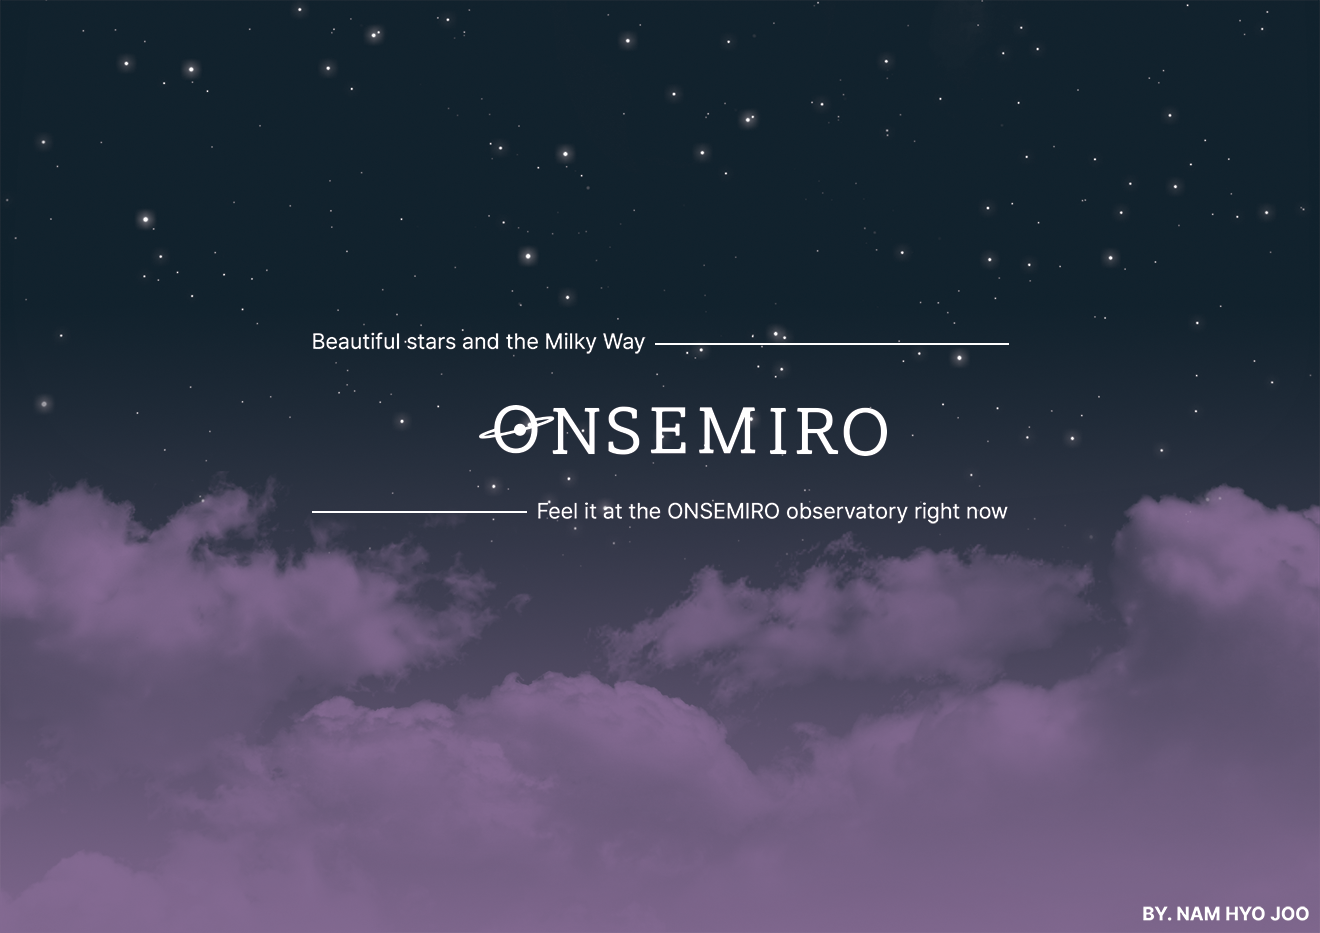 Beautiful stars and the Milky Way
ONSEMIRO
Feel it at the ONSEMIRO observatory right now
BY. NAM HYO JOO